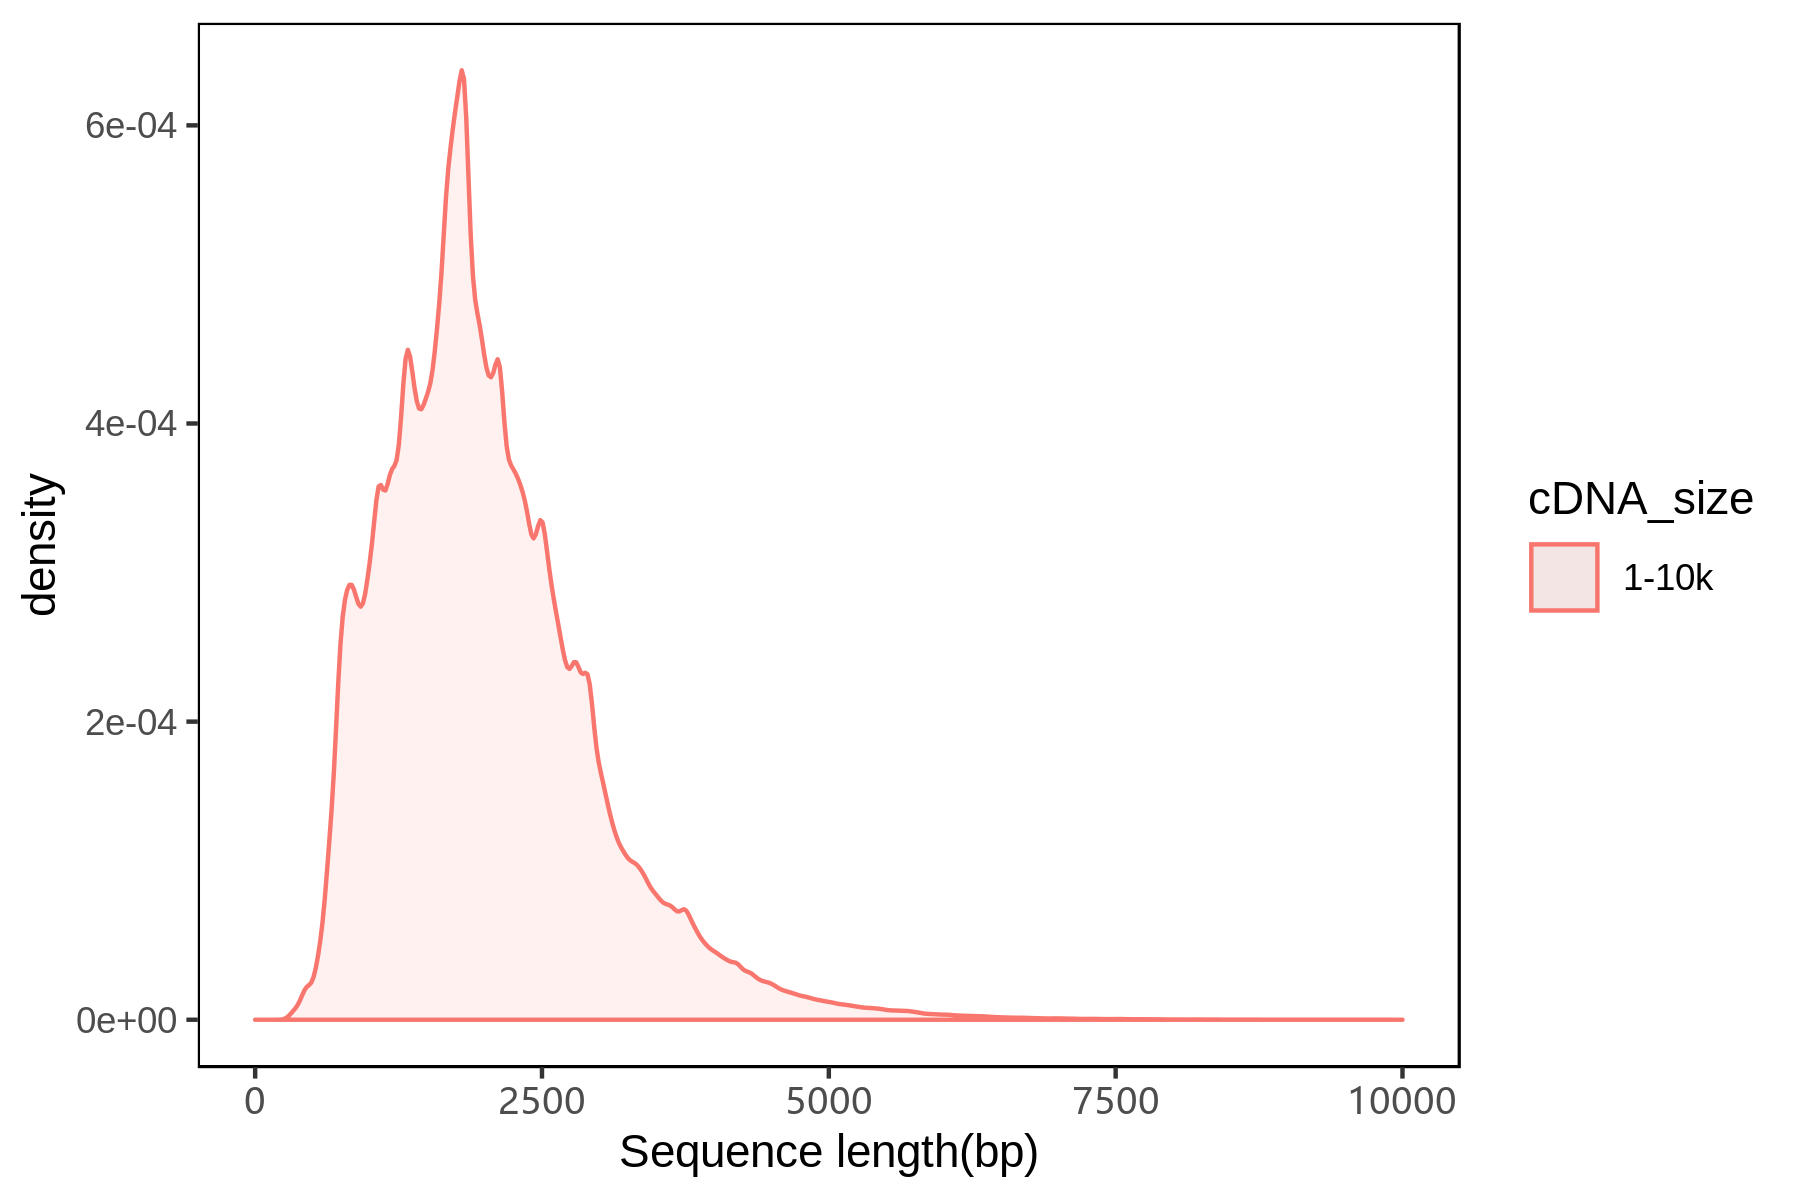 6e-04
4e-04
2e-04
0e+00
density
0
2500
5000
7500
10000
Sequence length(bp)
cDNA_size
1-10k